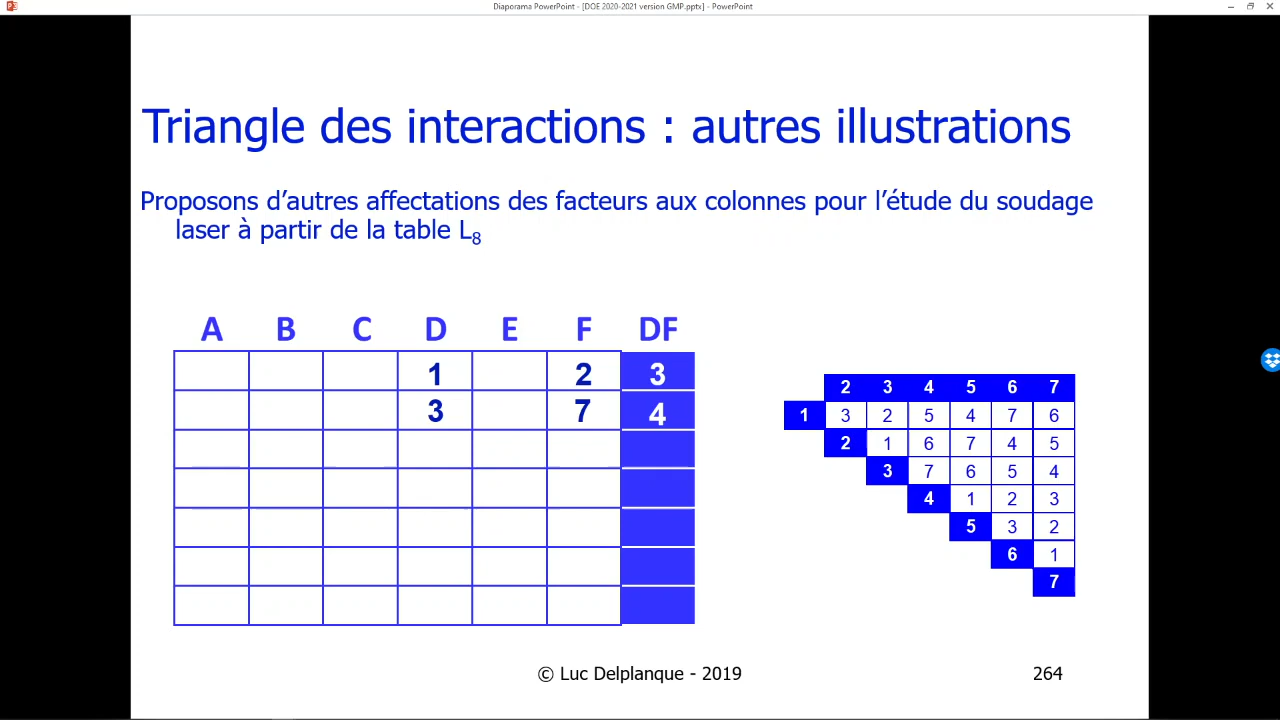 Diaporama PowerPoint - [DOE 2020-2021 version GMP.pptx] - PowerPoint
Triangle des interactions : autres illustrations
Proposons d’autres affectations des facteurs aux colonnes pour l’étude du soudage
laser à partir de la table L8
A B C D E F DF
1 2 3
3 7 4
2 3 4 5 6 7
1 3 2 5 4 7 6
2 1 6 7 4 5
3 7 6 5 4
4 1 2 3
5 3 2
6 1
7
© Luc Delplanque - 2019
264